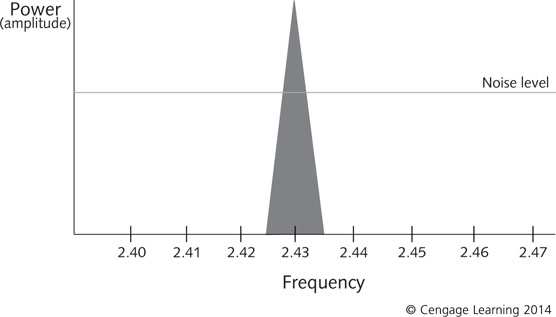 Power
(amplitude)
Noise level
2.40 2.41 2.42 2.43 2.44 2.45 2.46 2.47
Frequency
© Cengage Learning 2014